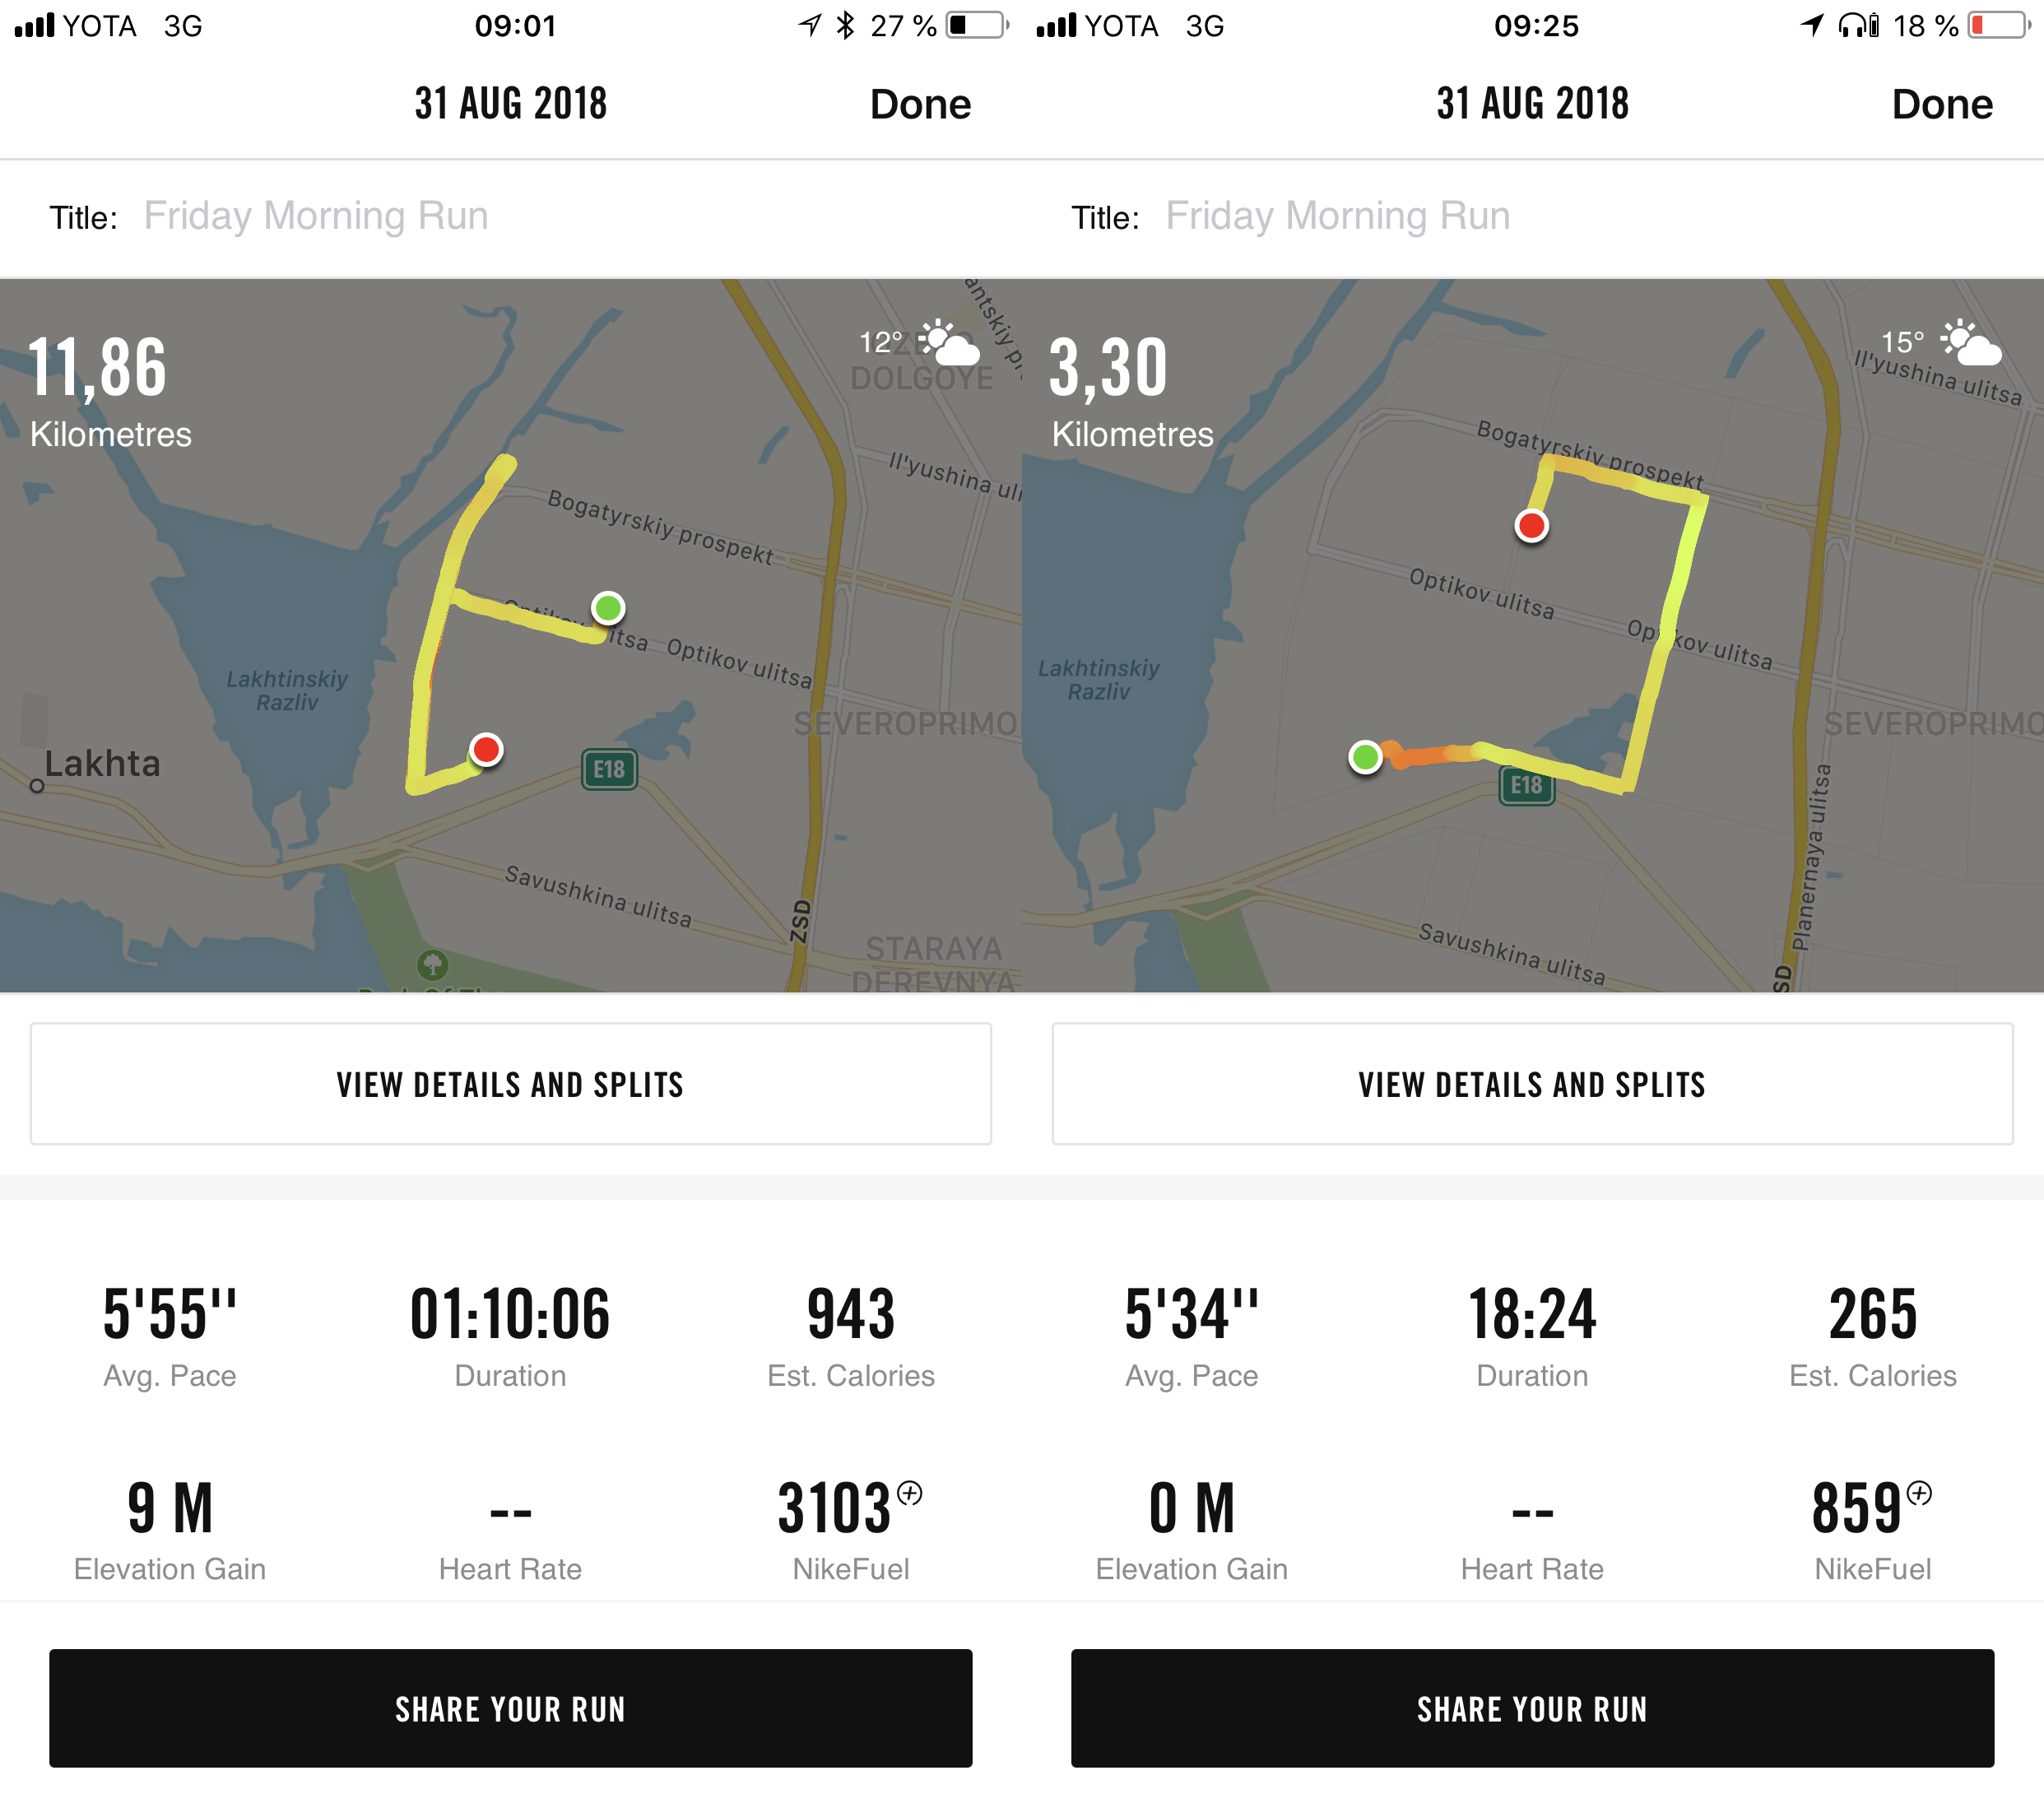 YOTA 3G 09:01 27 %
31 AUG 2018 Done
Title: Friday Morning Run
11,86
Kilometres
12°
DOLGOYE
Il'yushina uli
Bogatyrskiy prospekt
itsa
Optikov ulitsa
Lakhtinskiy
Razliv
SEVEROPRIMO
Lakhta
E18
Savushkina ulitsa
ZSD
STARAYA
DEREVNYA
VIEW DETAILS AND SPLITS
5'55''
Avg. Pace
01:10:06
Duration
943
Est. Calories
9 M
Elevation Gain
--
Heart Rate
3103
NikeFuel
SHARE YOUR RUN
YOTA 3G 09:25 18 %
31 AUG 2018 Done
Title: Friday Morning Run
3,30
Kilometres
15°
Il'yushina ulitsa
Bogatyrskiy prospekt
Optikov ulitsa
Op kov ulitsa
Lakhtinskiy
Razliv
SEVEROPRIMO
E18
Planernaya ulitsa
Savushkina ulitsa
SD
VIEW DETAILS AND SPLITS
5'34''
Avg. Pace
18:24
Duration
265
Est. Calories
0 M
Elevation Gain
--
Heart Rate
859
NikeFuel
SHARE YOUR RUN